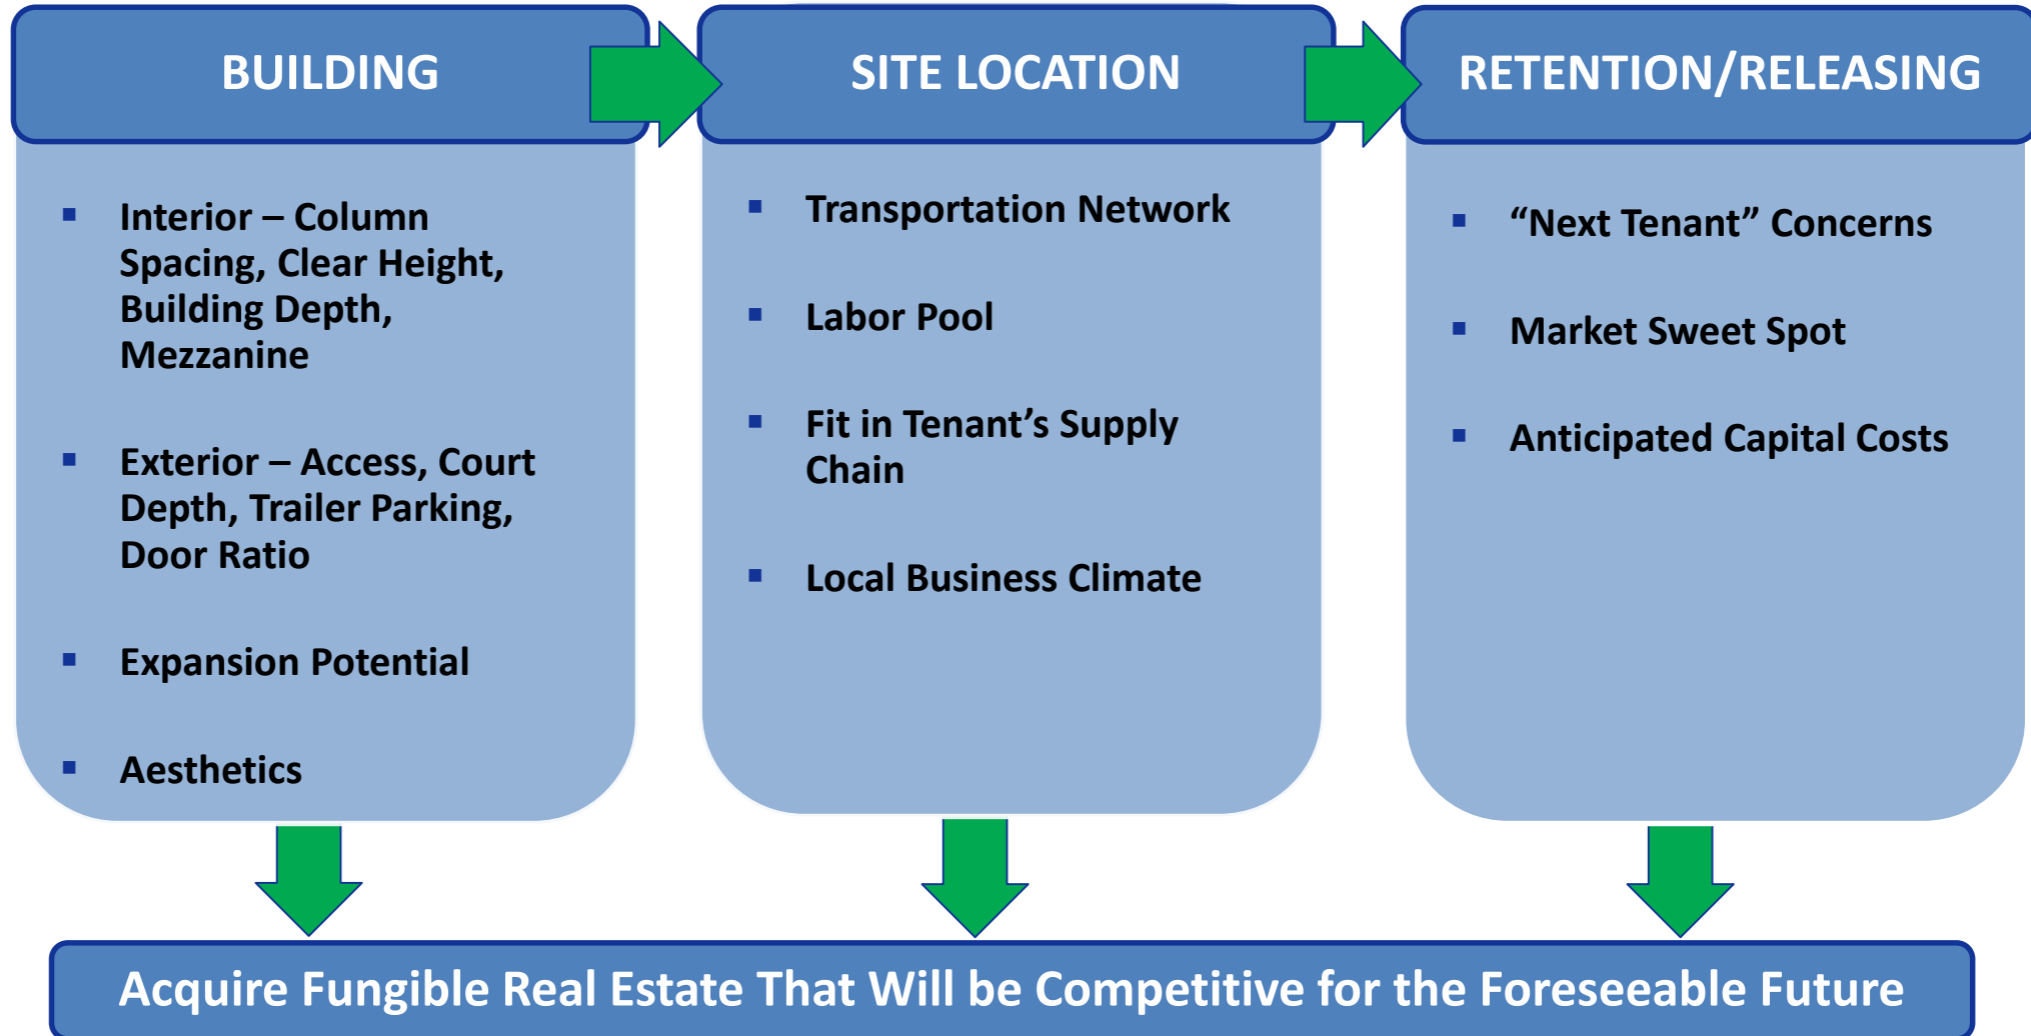 BUILDING
▪ Interior – Column
Spacing, Clear Height,
Building Depth,
Mezzanine
▪ Exterior – Access, Court
Depth, Trailer Parking,
Door Ratio
▪ Expansion Potential
▪ Aesthetics
SITE LOCATION
▪ Transportation Network
▪ Labor Pool
▪ Fit in Tenant’s Supply
Chain
▪ Local Business Climate
RETENTION/RELEASING
▪ “Next Tenant” Concerns
▪ Market Sweet Spot
▪ Anticipated Capital Costs
Acquire Fungible Real Estate That Will be Competitive for the Foreseeable Future